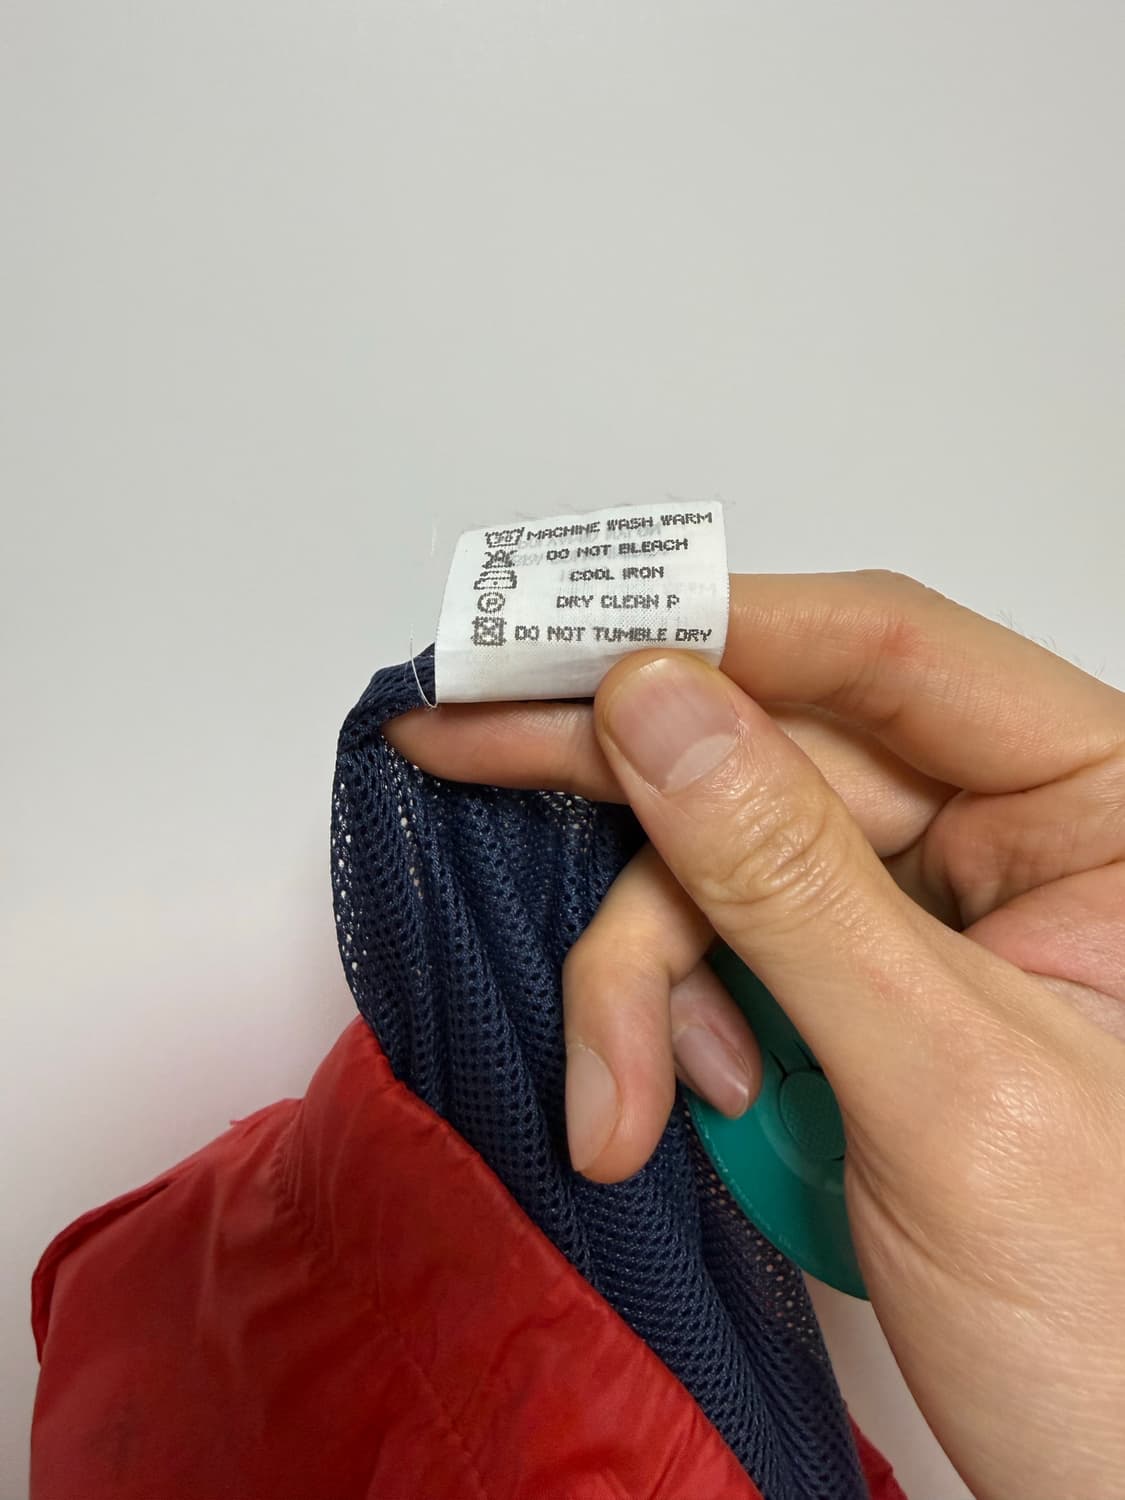 MACHINE WASH WARM
DO NOT BLEACH
COOL IRON
DRY CLEAN P
DO NOT TUMBLE DRY